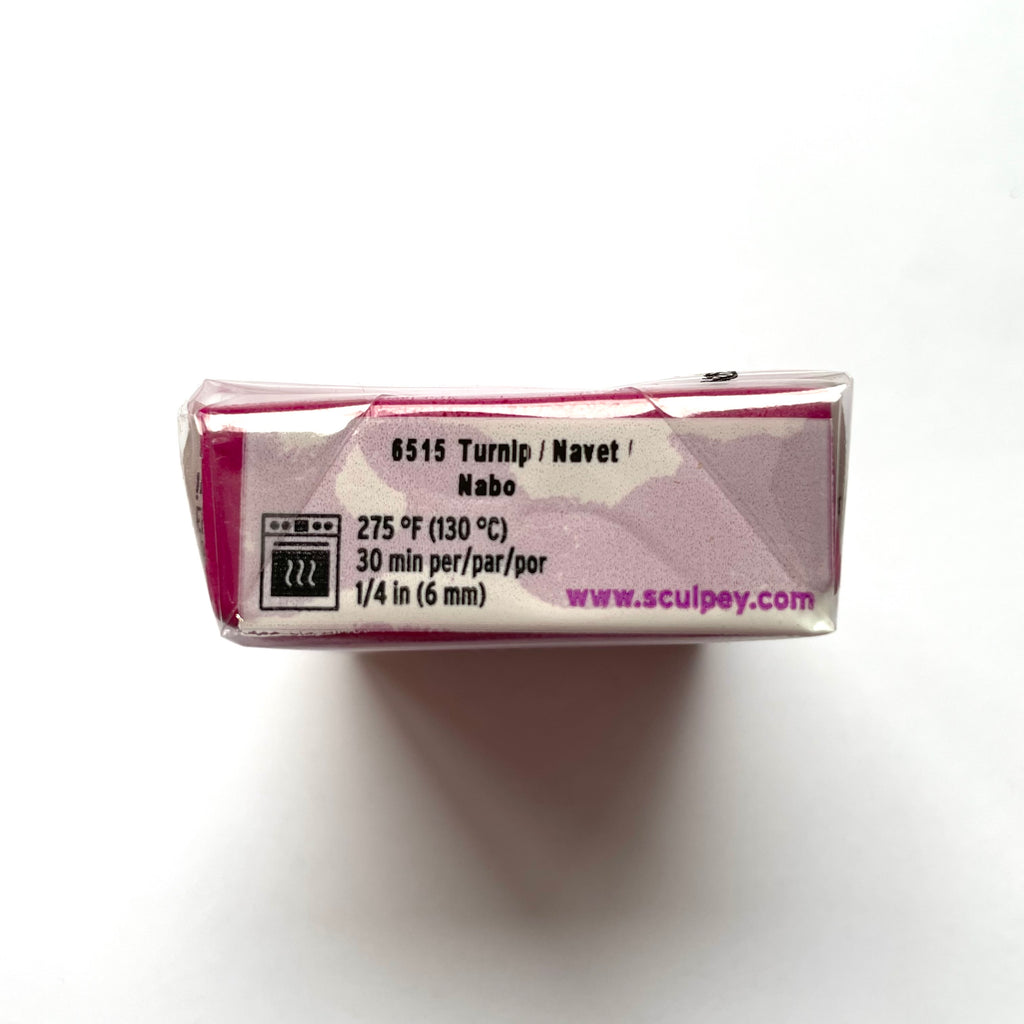 6515 Turnip / Navet /
Nabo
275 °F (130 °C)
30 min per/par/por
1/4 in (6 mm)
www.sculpey.com